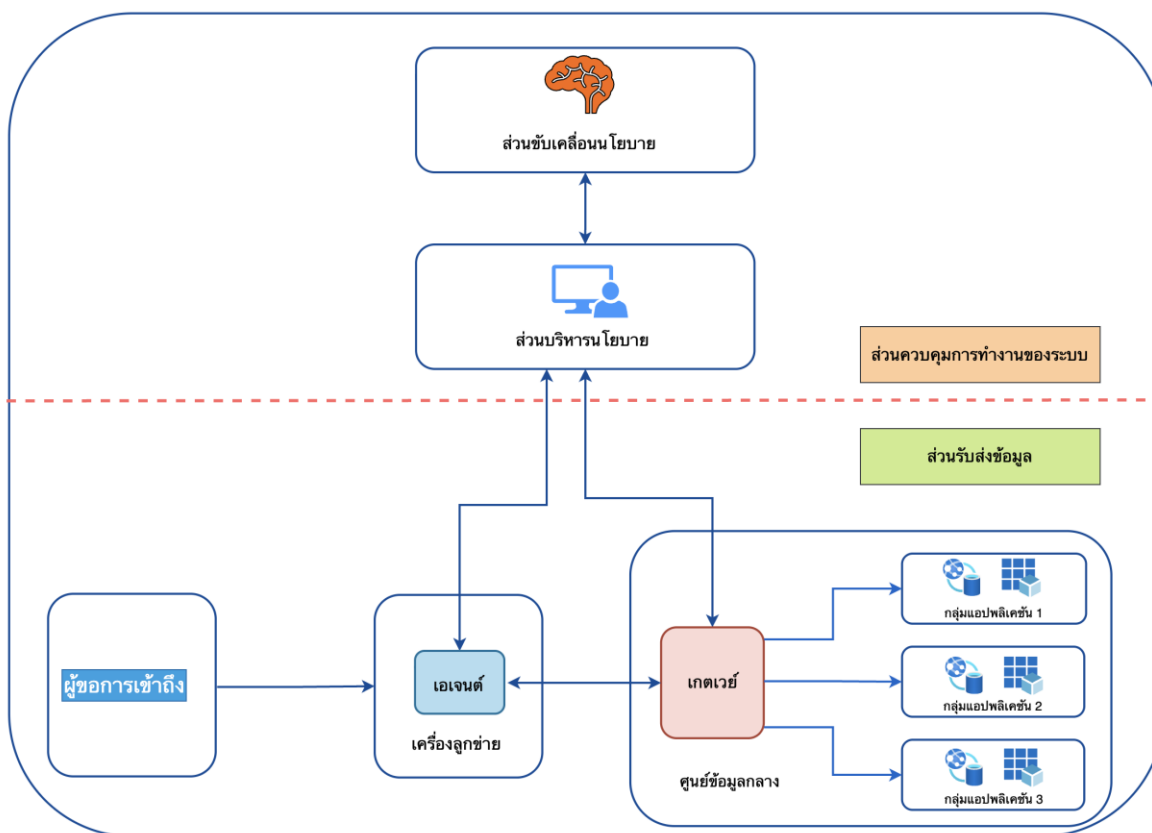 ส่วนขับเคลื่อนนโยบาย
ส่วนบริหารนโยบาย
ส่วนควบคุมการทำงานของระบบ
ส่วนรับส่งข้อมูล
กลุ่มแอปพลิเคชัน 1
ผู้ขอการเข้าถึง
เอเจนต์
เกตเวย์
กลุ่มแอปพลิเคชัน 2
เครื่องลูกข่าย
ศูนย์ข้อมูลกลาง
กลุ่มแอปพลิเคชัน 3